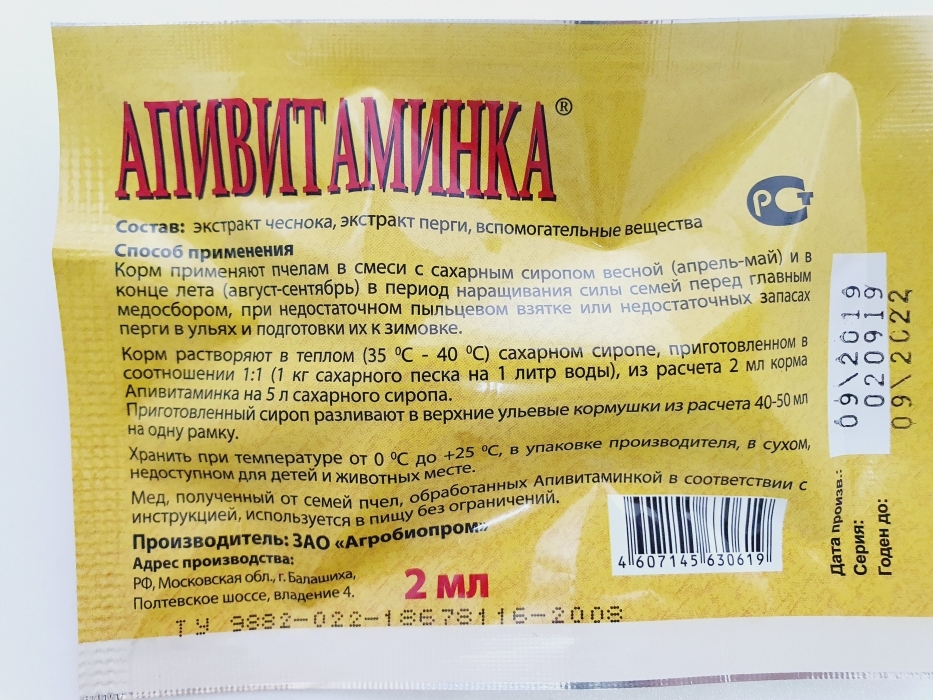 АПИВИТАМИНКА®
РСТ
Состав: экстракт чеснока, экстракт перги, вспомогательные вещества
Способ применения
Корм применяют пчелам в смеси с сахарным сиропом весной (апрель-май) и в
конце лета (август-сентябрь) в период наращивания силы семей перед главным
медосбором, при недостаточном пыльцевом взятке или недостаточных запасах
перги в ульях и подготовки их к зимовке.
Корм растворяют в теплом (35 ⁰С - 40 ⁰С) сахарном сиропе, приготовленном в
соотношении 1:1 (1 кг сахарного песка на 1 литр воды), из расчета 2 мл корма
Апивитаминка на 5 л сахарного сиропа.
Приготовленный сироп разливают в верхние ульевые кормушки из расчета 40-50 мл
на одну рамку.
Хранить при температуре от 0 ⁰С до +25 ⁰С, в упаковке производителя, в сухом,
недоступном для детей и животных месте.
Мед, полученный от семей пчел, обработанных Апивитаминкой в соответствии с
инструкцией, используется в пищу без ограничений.
Производитель: ЗАО «Агробиопром»
Адрес производства:
РФ, Московская обл., г. Балашиха,
Полтевское шоссе, владение 4.
2 мл
ТУ 9882-022-18678116-2008
4 607145 630619
Дата произв.: 09\2019
Серия: 020919
Годен до: 09\2022